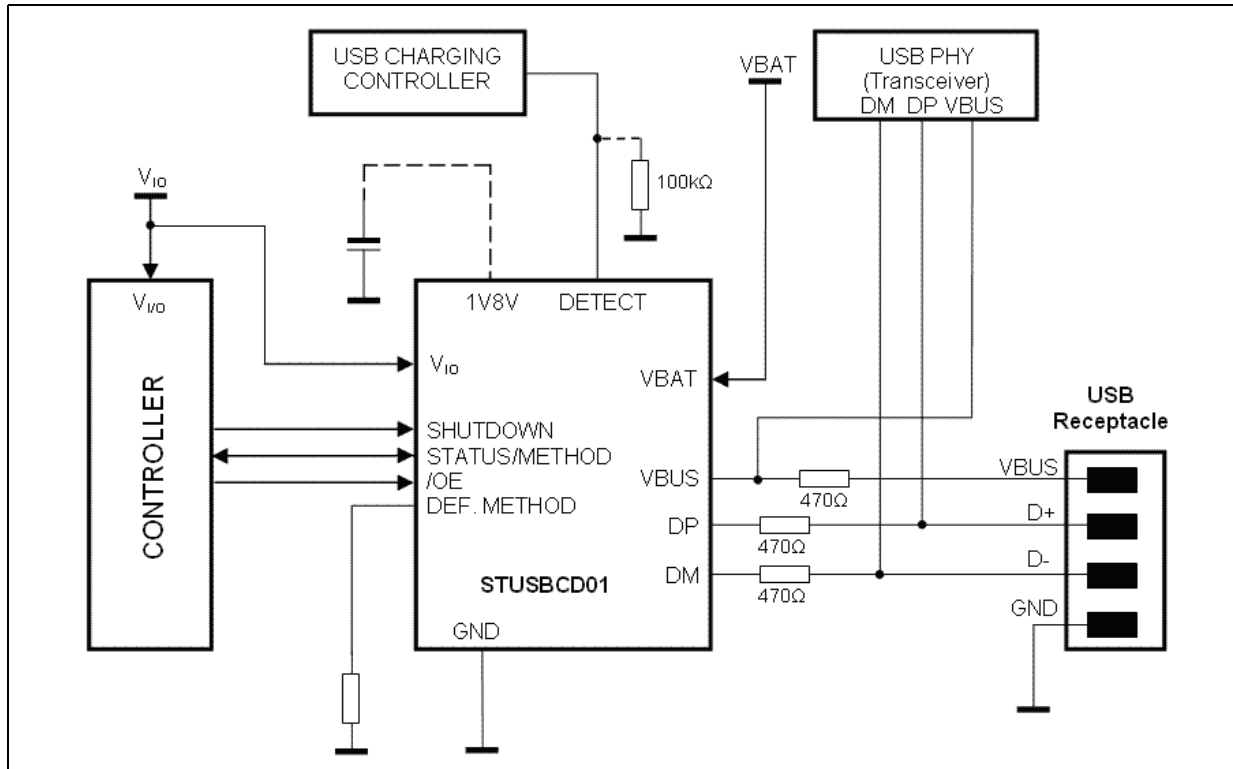 USB CHARGING
CONTROLLER
VBAT
USB PHY
(Transceiver)
DM DP VBUS
100kΩ
VIO
VI/O
CONTROLLER
1V8V DETECT
VIO
VBAT
SHUTDOWN
STATUS/METHOD
/OE
DEF. METHOD
VBUS
DP
DM
STUSBCD01
GND
470Ω
470Ω
470Ω
USB
Receptacle
VBUS
D+
D-
GND